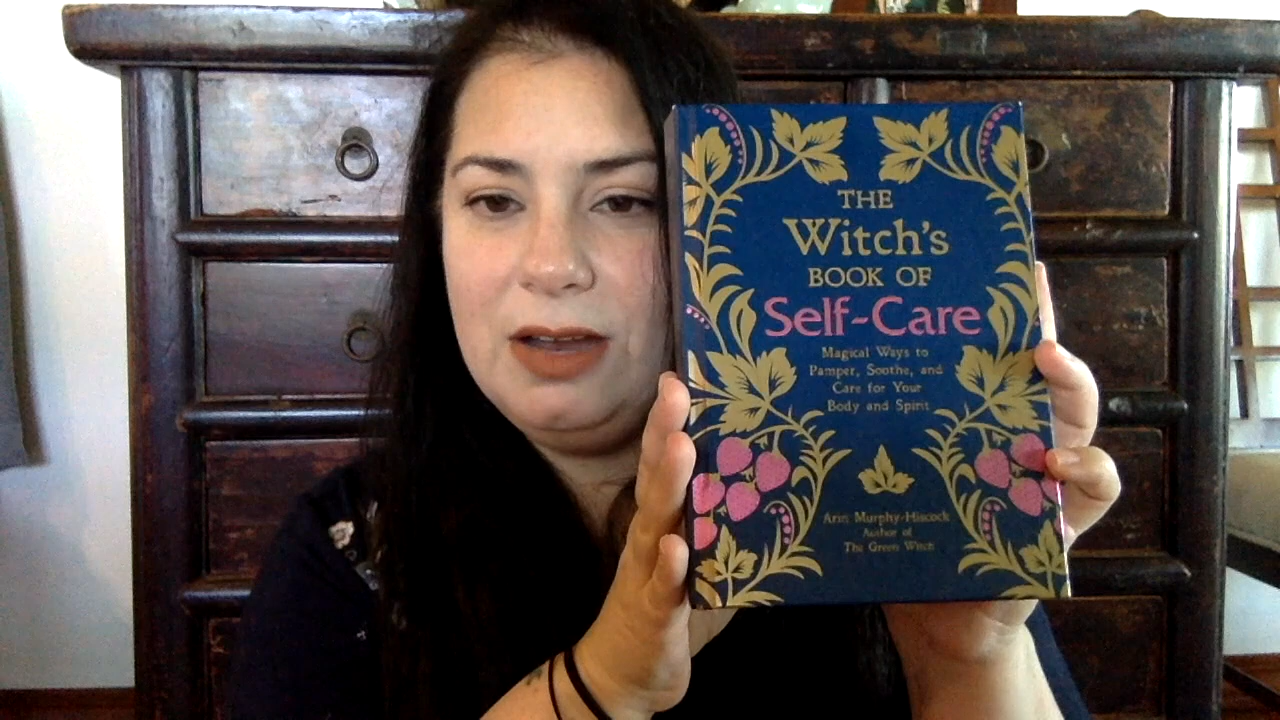 THE
Witch's
BOOK OF
Self-Care
Magical Ways to
Pamper, Soothe, and
Care for Your
Body and Spirit
Arin Murphy-Hiscock
Author of
The Green Witch